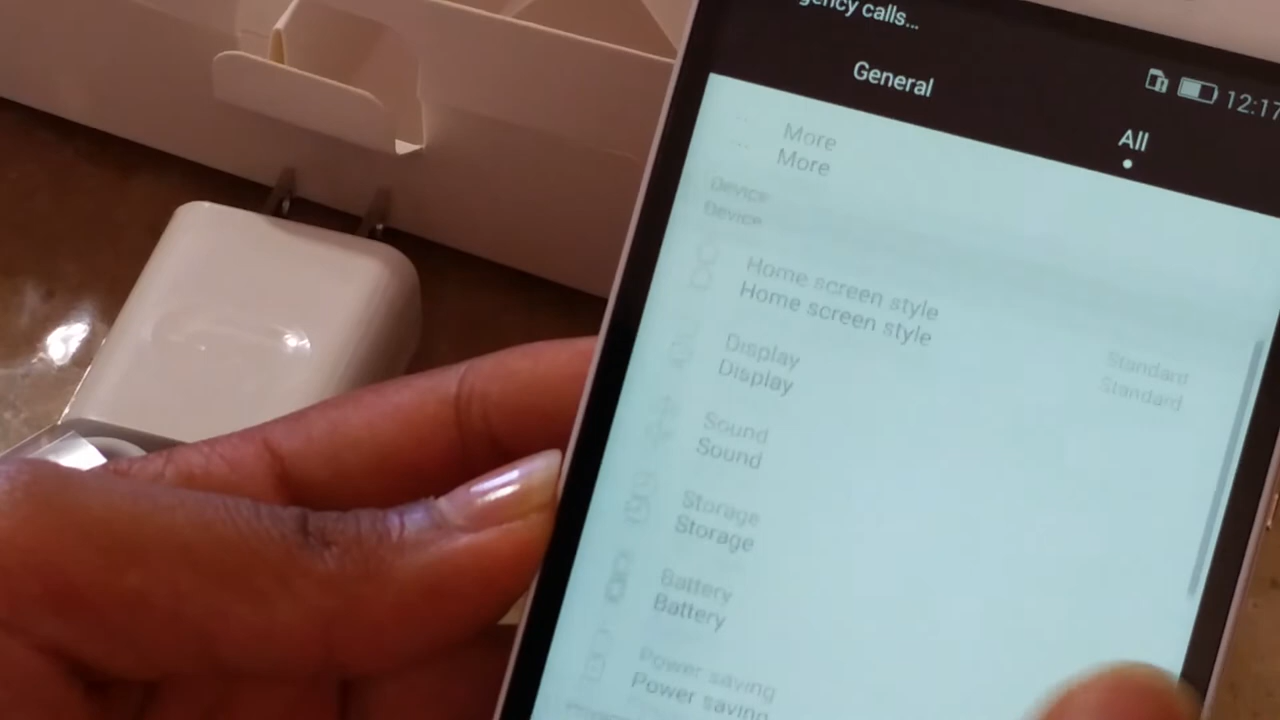 gency calls...
12:17
General
All
More
More
Device
Device
Home screen style
Home screen style
Standard
Standard
Display
Display
Sound
Sound
Storage
Storage
Battery
Battery
Power saving
Power saving